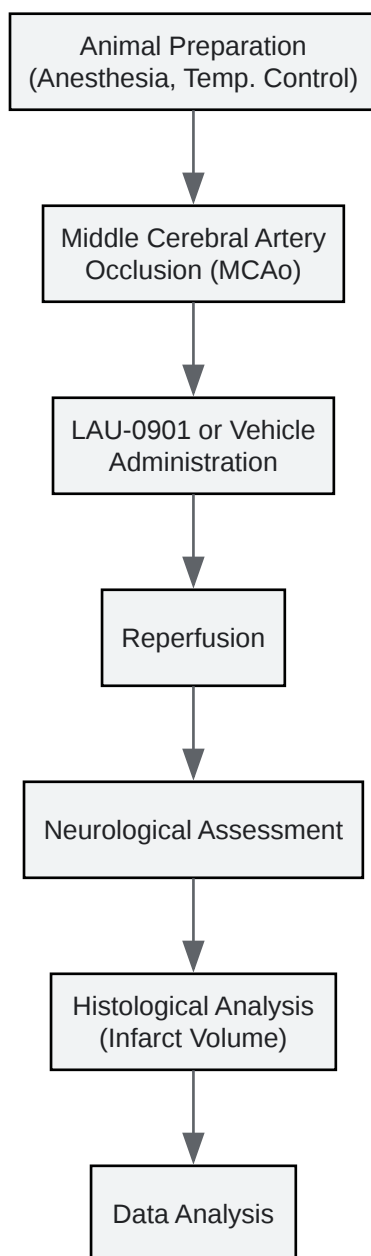 Animal Preparation
(Anesthesia, Temp. Control)
Middle Cerebral Artery
Occlusion (MCAo)
LAU-0901 or Vehicle
Administration
Reperfusion
Neurological Assessment
Histological Analysis
(Infarct Volume)
Data Analysis